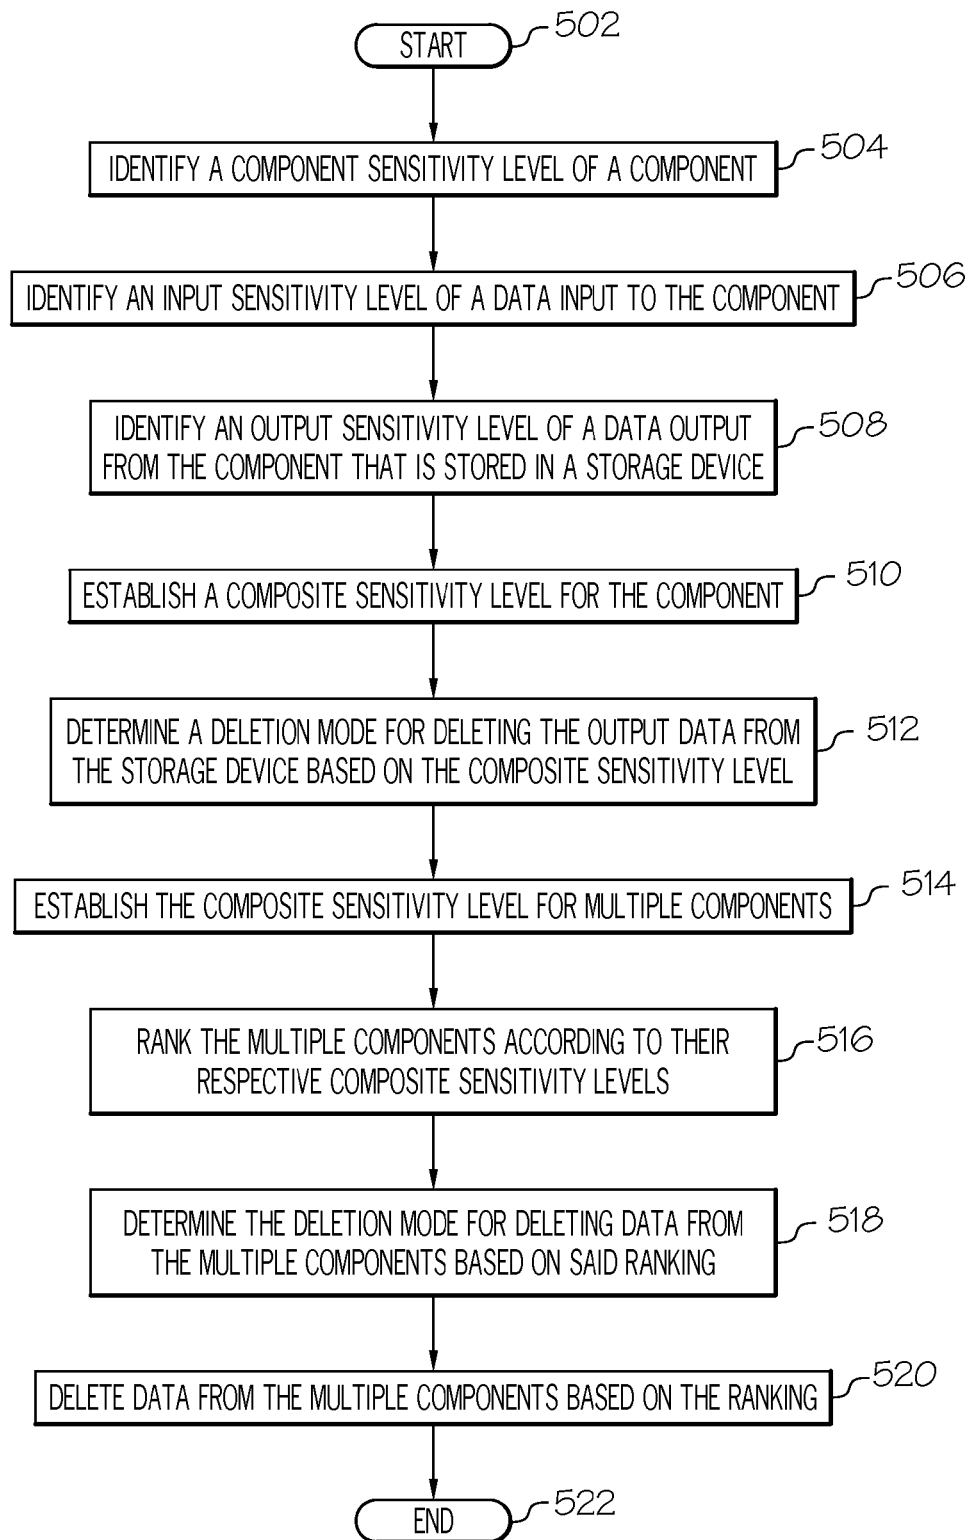 START
502
IDENTIFY A COMPONENT SENSITIVITY LEVEL OF A COMPONENT
504
IDENTIFY AN INPUT SENSITIVITY LEVEL OF A DATA INPUT TO THE COMPONENT
506
IDENTIFY AN OUTPUT SENSITIVITY LEVEL OF A DATA OUTPUT
FROM THE COMPONENT THAT IS STORED IN A STORAGE DEVICE
508
ESTABLISH A COMPOSITE SENSITIVITY LEVEL FOR THE COMPONENT
510
DETERMINE A DELETION MODE FOR DELETING THE OUTPUT DATA FROM
THE STORAGE DEVICE BASED ON THE COMPOSITE SENSITIVITY LEVEL
512
ESTABLISH THE COMPOSITE SENSITIVITY LEVEL FOR MULTIPLE COMPONENTS
514
RANK THE MULTIPLE COMPONENTS ACCORDING TO THEIR
RESPECTIVE COMPOSITE SENSITIVITY LEVELS
516
DETERMINE THE DELETION MODE FOR DELETING DATA FROM
THE MULTIPLE COMPONENTS BASED ON SAID RANKING
518
DELETE DATA FROM THE MULTIPLE COMPONENTS BASED ON THE RANKING
520
END
522